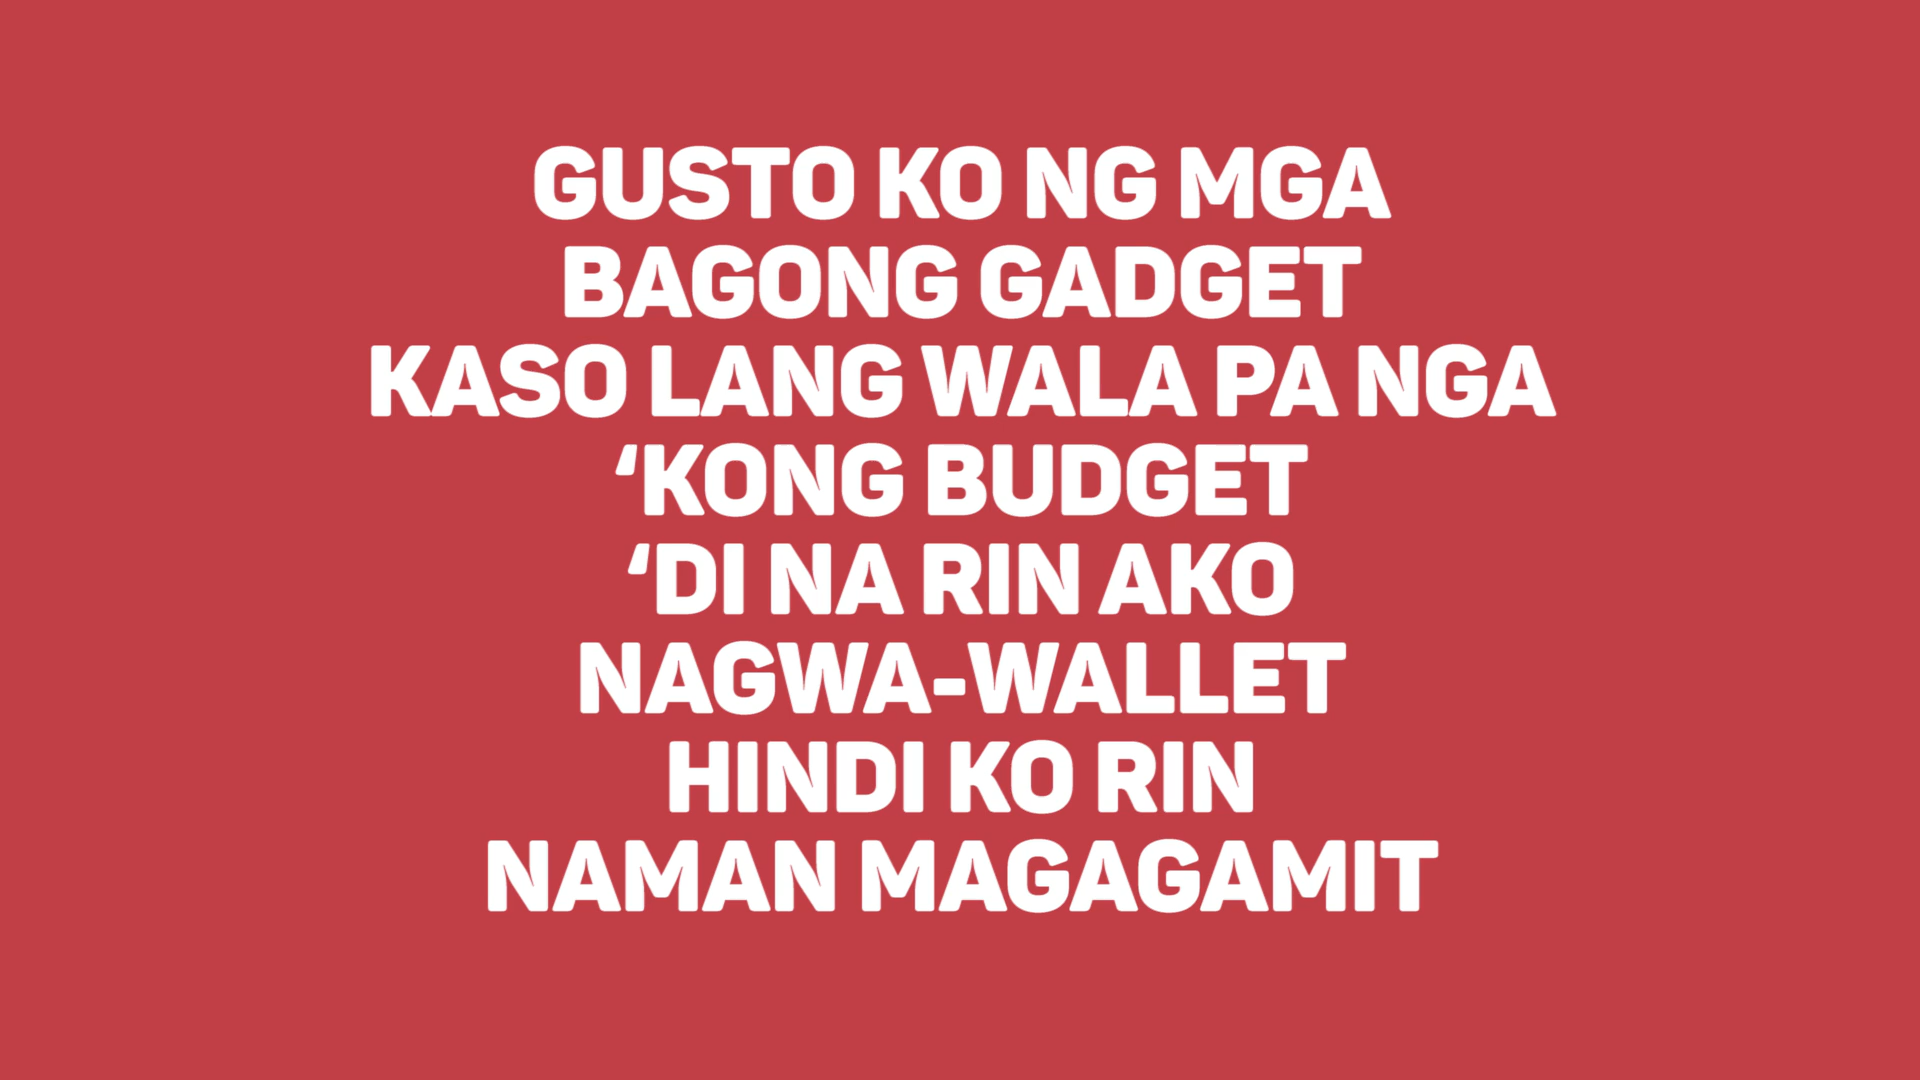 GUSTO KO NG MGA
BAGONG GADGET
KASO LANG WALA PA NGA
‘KONG BUDGET
‘DI NA RIN AKO
NAGWA-WALLET
HINDI KO RIN
NAMAN MAGAGAMIT